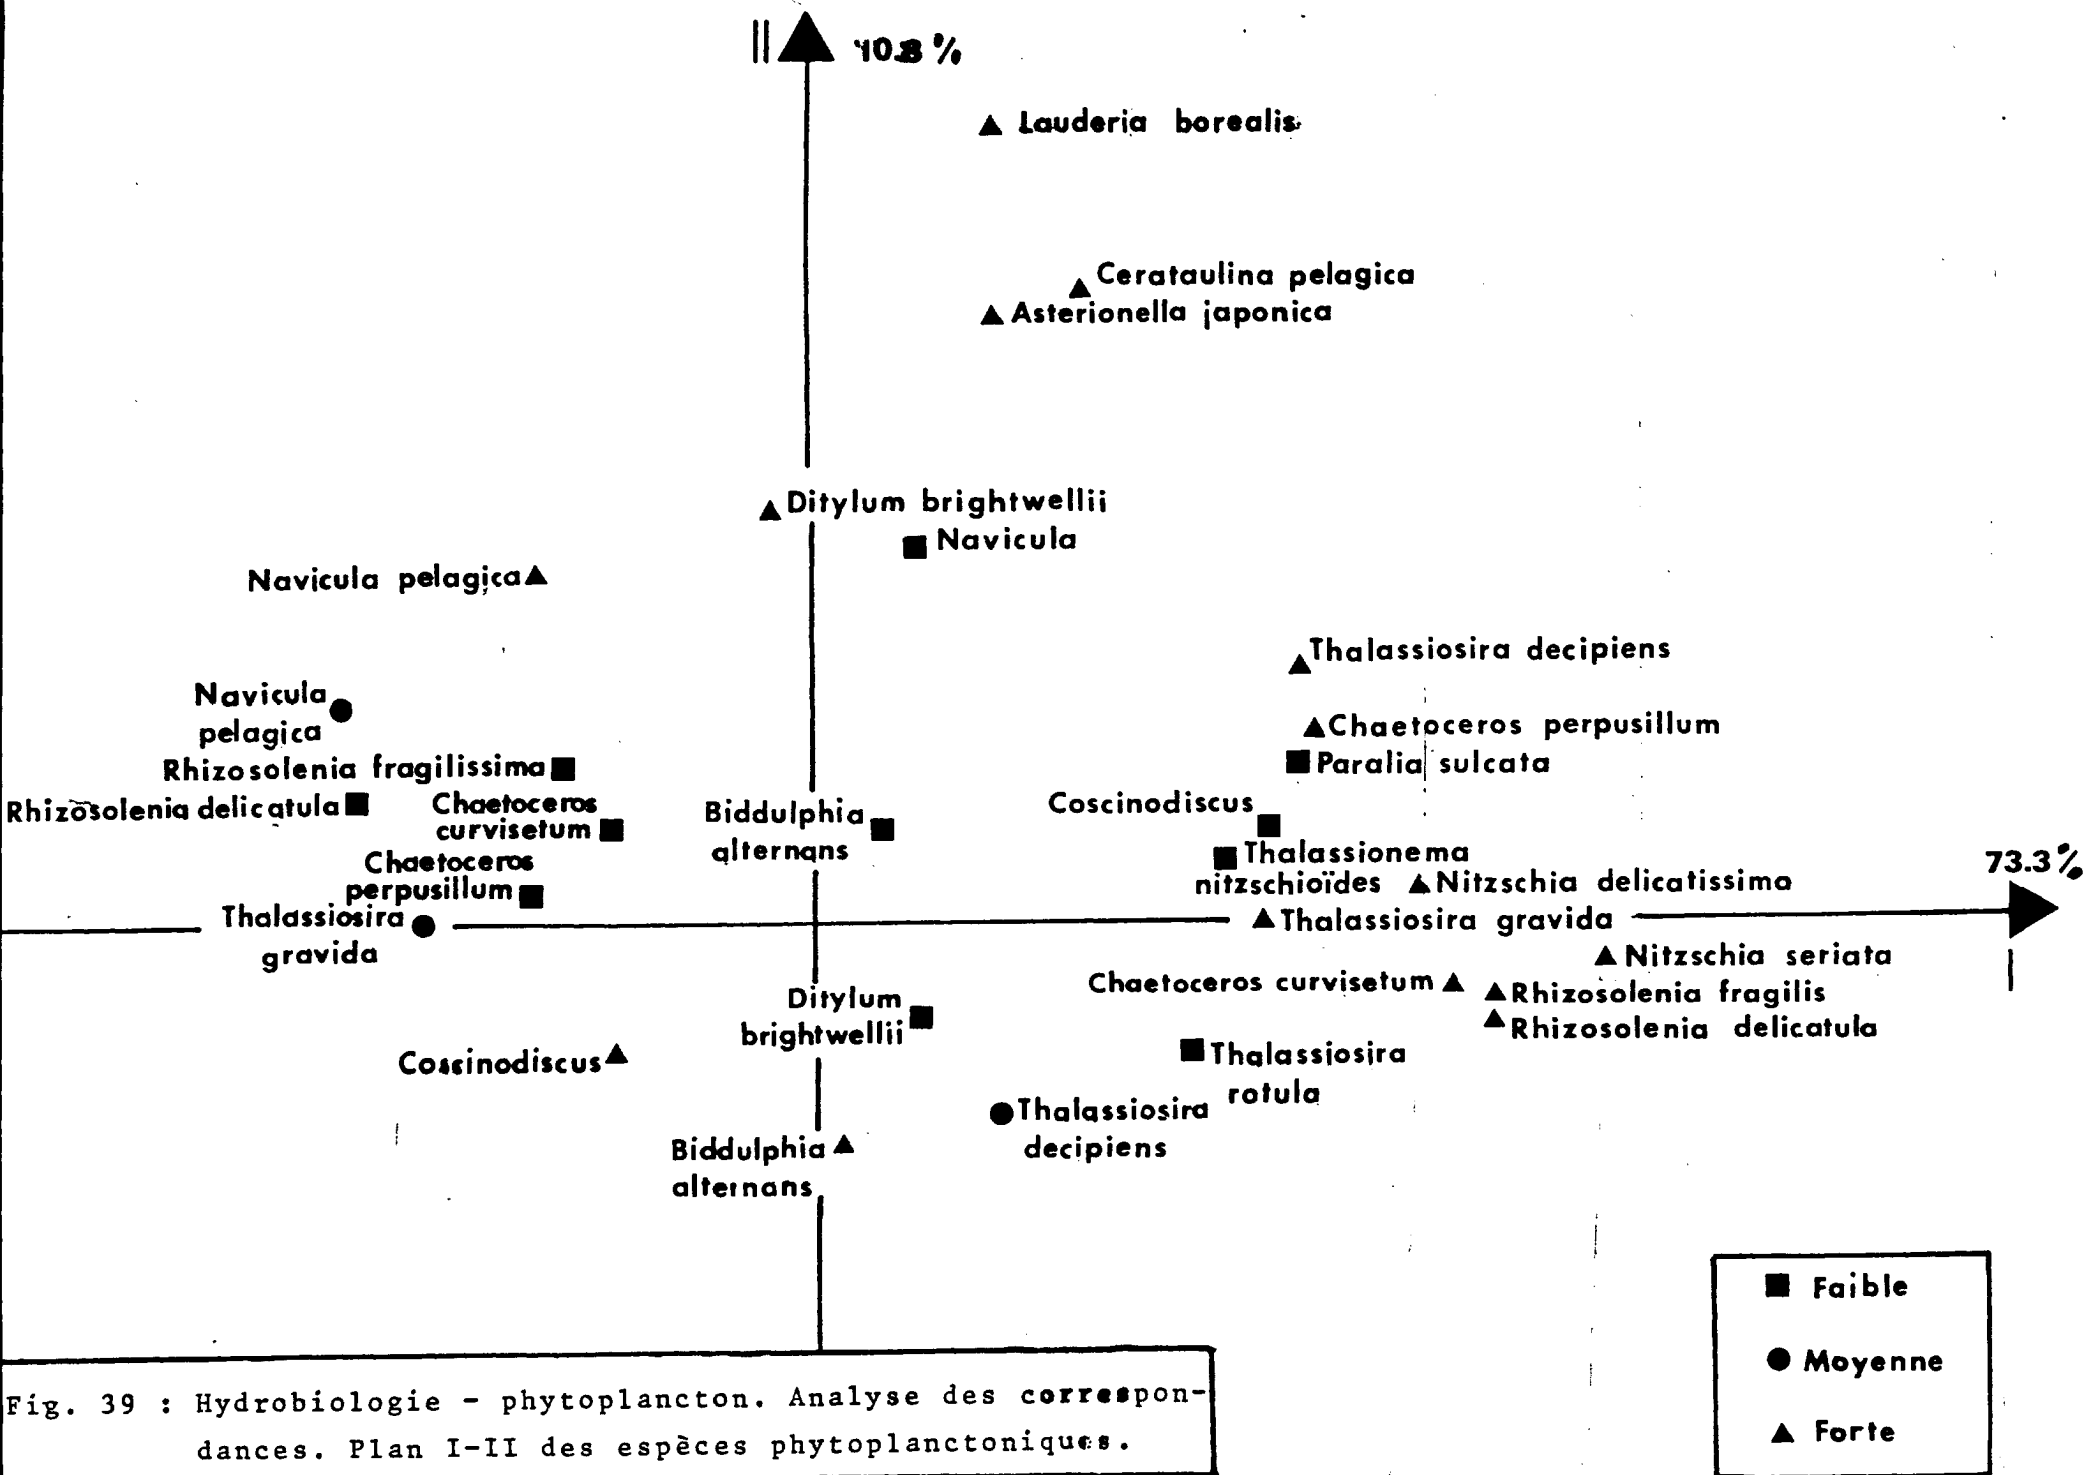 II 10.8 %
Lauderia borealis
Cerataulina pelagica
Asterionella japonica
Ditylum brightwellii
Navicula
Navicula pelagica
Thalassiosira decipiens
Navicula
pelagica
Chaetoceros perpusillum
Rhizosolenia fragilissima
Paralia sulcata
Rhizosolenia delicatula
Chaetoceros
curvisetum
Biddulphia
alternans
Coscinodiscus
Chaetoceros
perpusillum
Thalassionema
nitzschioïdes
Nitzschia delicatissima
73.3 %
Thalassiosira
gravida
Thalassiosira gravida
I
Nitzschia seriata
Chaetoceros curvisetum
Rhizosolenia fragilis
Rhizosolenia delicatula
Ditylum
brightwellii
Coscinodiscus
Thalassiosira
rotula
Thalassiosira
decipiens
Biddulphia
alternans
Faible
Moyenne
Forte
Fig. 39 : Hydrobiologie - phytoplancton. Analyse des correspon-
dances. Plan I-II des espèces phytoplanctoniques.